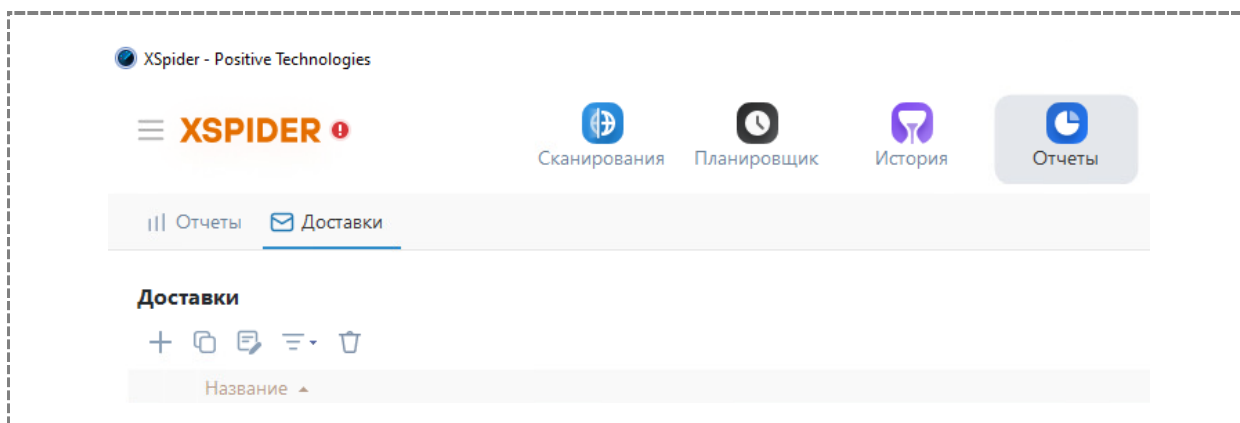 XSpider - Positive Technologies
XSPIDER
Сканирования Планировщик История Отчеты
Отчеты Доставки
Доставки
Название